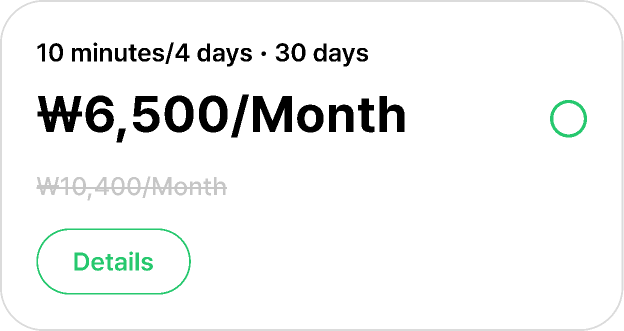 10 minutes/4 days · 30 days
₩6,500/Month
₩10,400/Month
Details